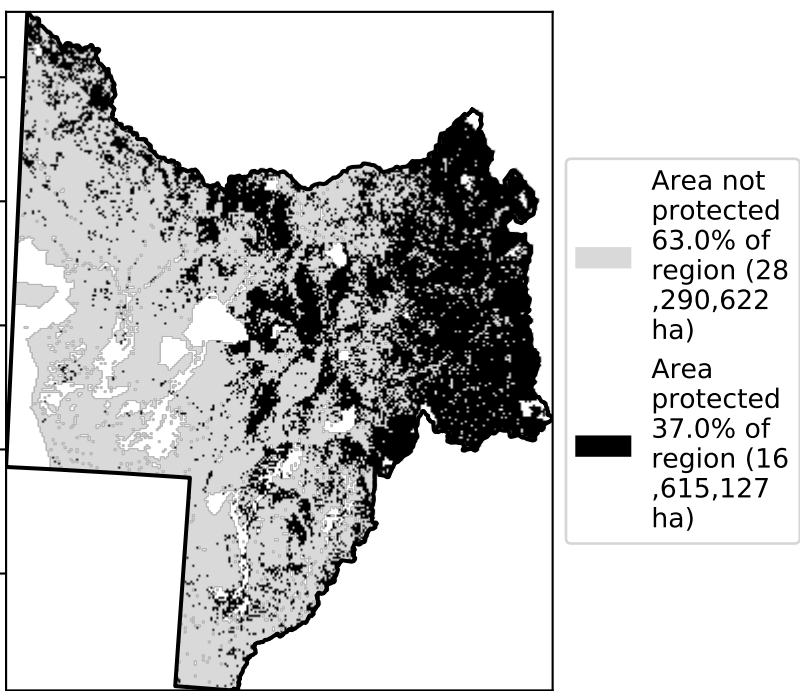 Area not
protected
63.0% of
region (28
,290,622
ha)
Area
protected
37.0% of
region (16
,615,127
ha)